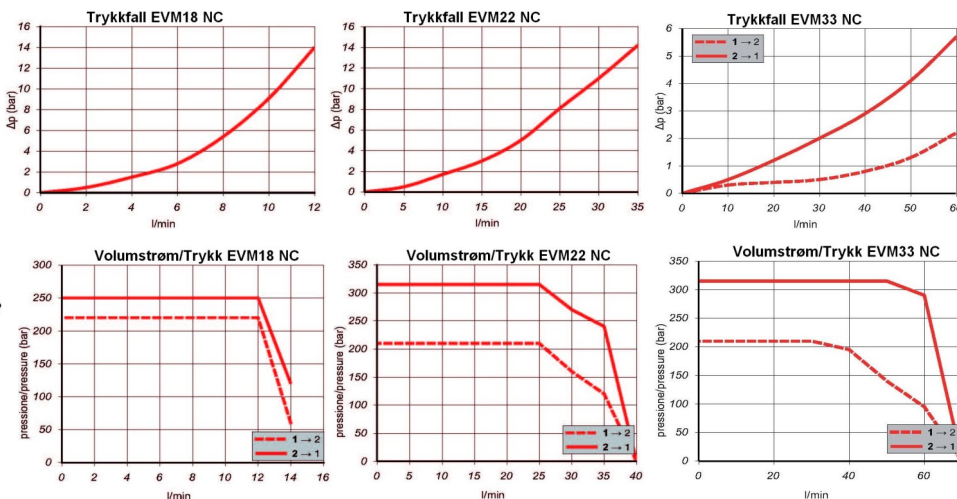 Trykkfall EVM18 NC
16
14
12
10
8
6
4
2
0
Δp (bar)
0 2 4 6 8 10 12
l/min
Trykkfall EVM22 NC
16
14
12
10
8
6
4
2
0
Δp (bar)
0 5 10 15 20 25 30 35
l/min
Trykkfall EVM33 NC
1 → 2
2 → 1
6
5
4
3
2
1
0
Δp (bar)
0 10 20 30 40 50
l/min
Volumstrøm/Trykk EVM18 NC
300
250
200
150
100
50
0
pressione/pressure (bar)
1 → 2
2 → 1
0 2 4 6 8 10 12 14 16
l/min
Volumstrøm/Trykk EVM22 NC
350
300
250
200
150
100
50
0
pressione/pressure (bar)
1 → 2
2 → 1
0 5 10 15 20 25 30 35 40
l/min
Volumstrøm/Trykk EVM33 NC
350
300
250
200
150
100
50
0
pressione/pressure (bar)
1 → 2
2 → 1
0 20 40 60
l/min